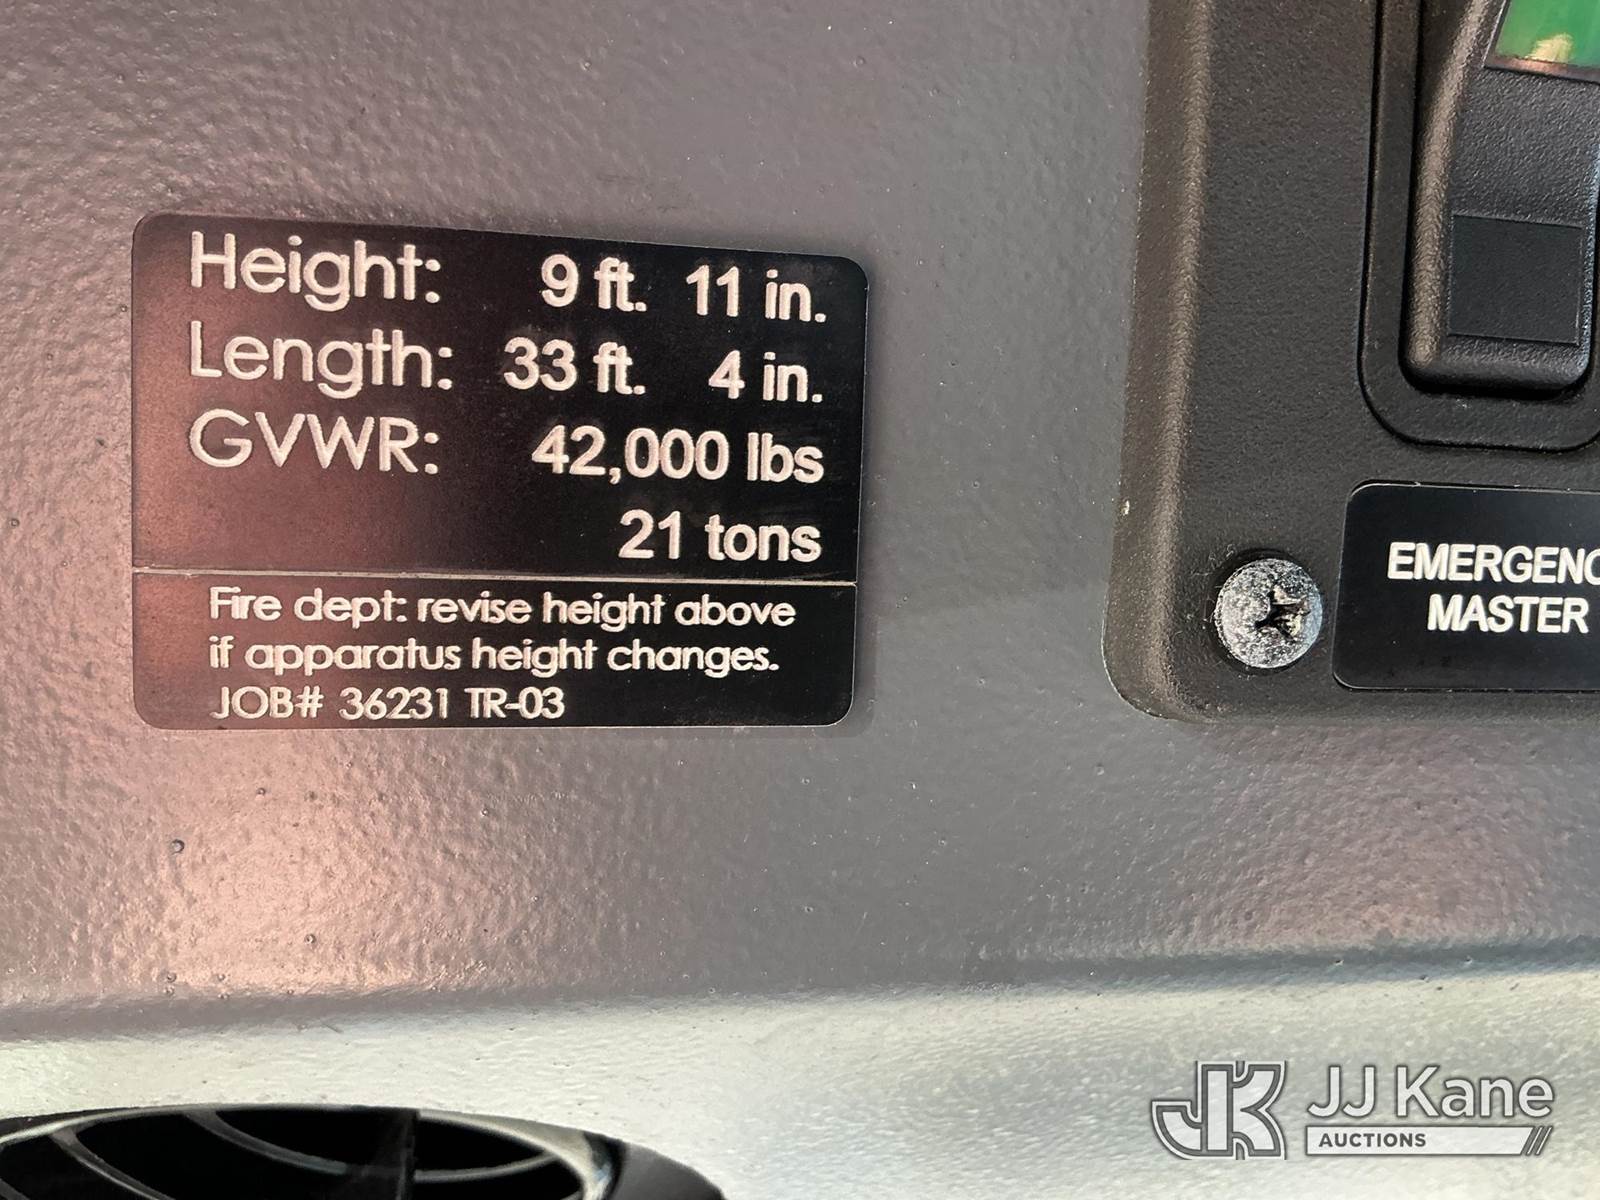 Height: 9 ft. 11 in.
Length: 33 ft. 4 in.
GVWR: 42,000 lbs
21 tons
Fire dept: revise height above
if apparatus height changes.
JOB# 36231 TR-03
EMERGENC
MASTER
JK JJ Kane
AUCTIONS